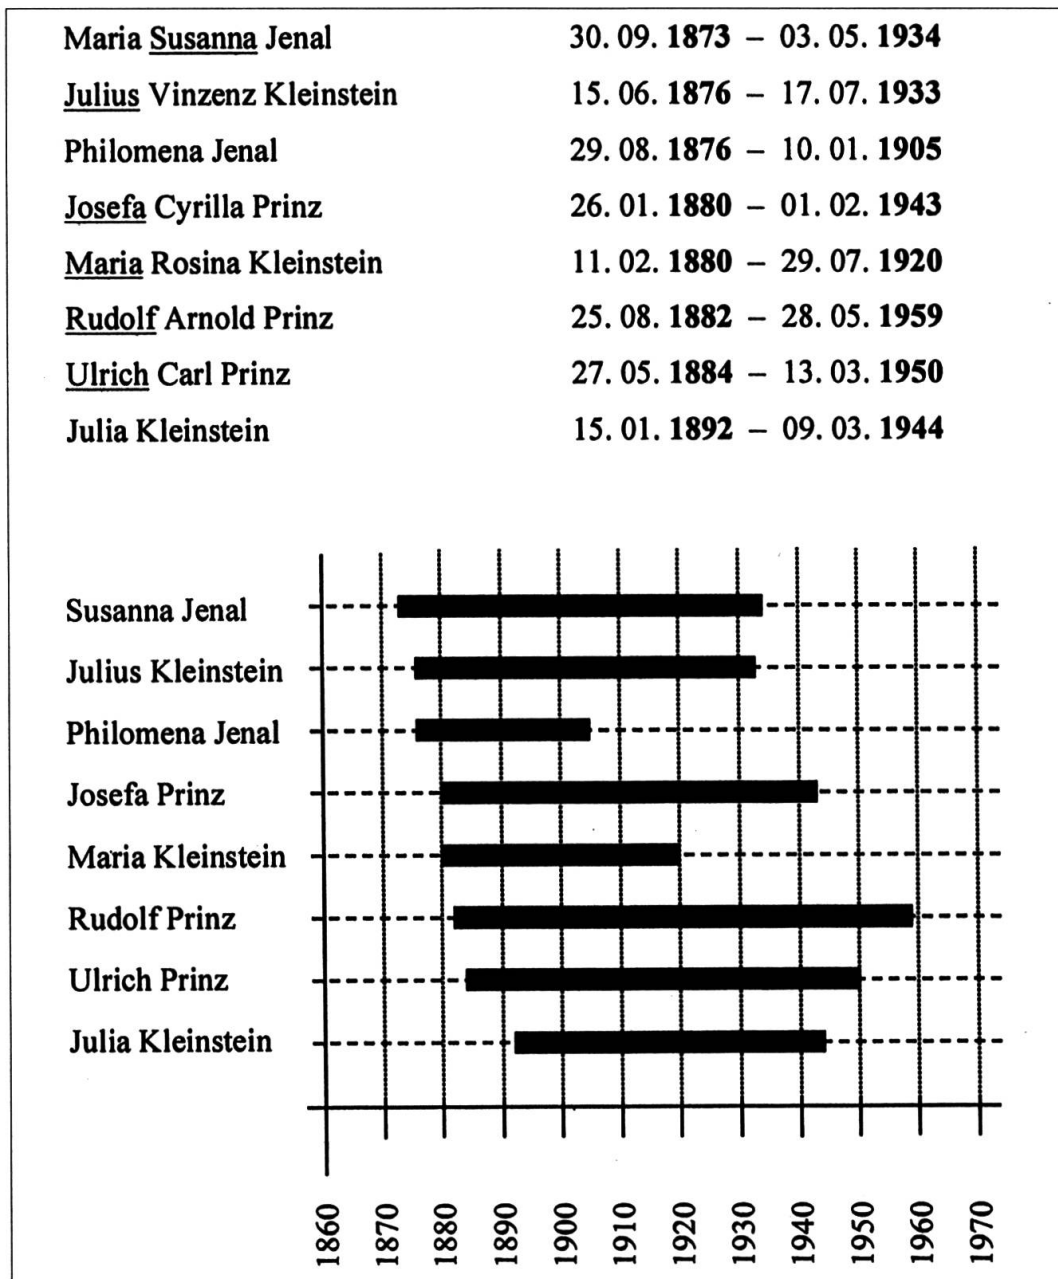 Maria Susanna Jenal 30. 09. 1873 – 03. 05. 1934
Julius Vinzenz Kleinstein 15. 06. 1876 – 17. 07. 1933
Philomena Jenal 29. 08. 1876 – 10. 01. 1905
Josefa Cyrilla Prinz 26. 01. 1880 – 01. 02. 1943
Maria Rosina Kleinstein 11. 02. 1880 – 29. 07. 1920
Rudolf Arnold Prinz 25. 08. 1882 – 28. 05. 1959
Ulrich Carl Prinz 27. 05. 1884 – 13. 03. 1950
Julia Kleinstein 15. 01. 1892 – 09. 03. 1944
Susanna Jenal
Julius Kleinstein
Philomena Jenal
Josefa Prinz
Maria Kleinstein
Rudolf Prinz
Ulrich Prinz
Julia Kleinstein
1860 1870 1880 1890 1900 1910 1920 1930 1940 1950 1960 1970